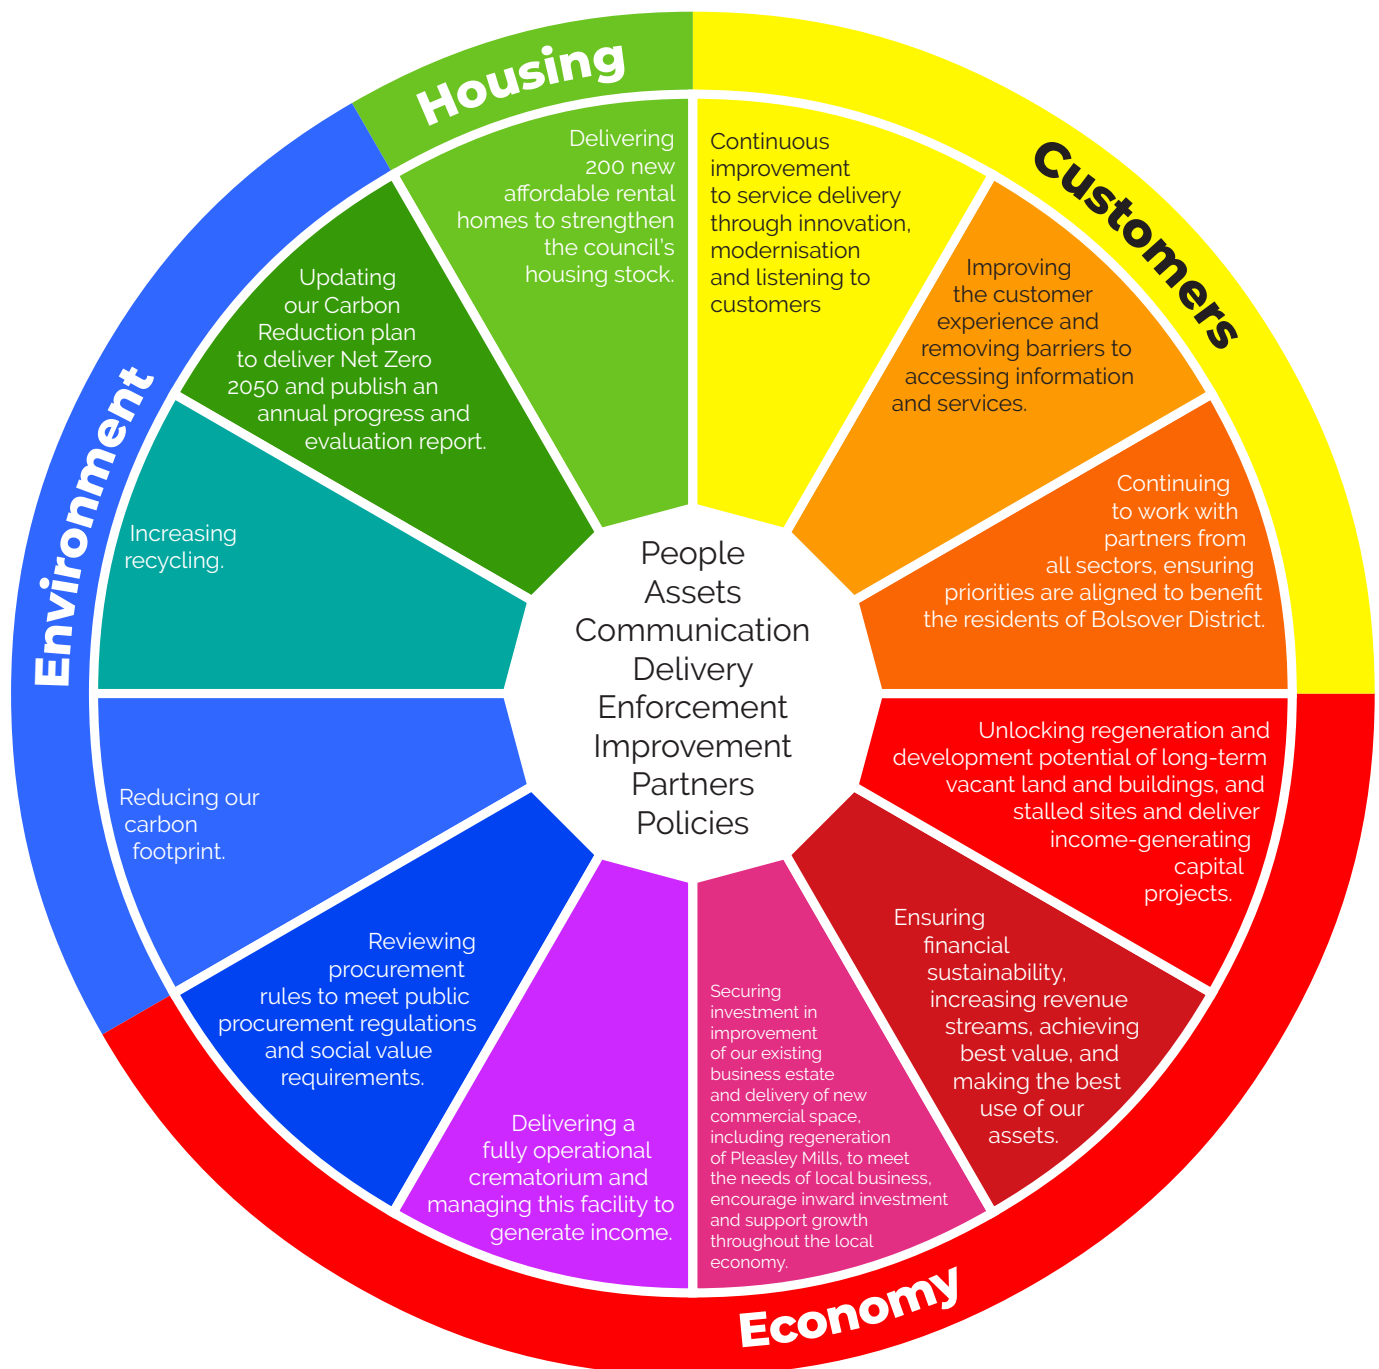 Housing
Delivering
200 new
affordable rental
homes to strengthen
the council's
housing stock.
Customers
Continuous
improvement
to service delivery
through innovation,
modernisation
and listening to
customers
Improving
the customer
experience and
removing barriers to
accessing information
and services.
Continuing
to work with
partners from
all sectors, ensuring
priorities are aligned to benefit
the residents of Bolsover District.
Economy
Unlocking regeneration and
development potential of long-term
vacant land and buildings, and
stalled sites and deliver
income-generating
capital
projects.
Ensuring
financial
sustainability,
increasing revenue
streams, achieving
best value, and
making the best
use of our
assets.
Securing
investment in
improvement
of our existing
business estate
and delivery of new
commercial space,
including regeneration
of Pleasley Mills, to meet
the needs of local business,
encourage inward investment
and support growth
throughout the local
economy.
Delivering a
fully operational
crematorium and
managing this facility to
generate income.
Reviewing
procurement
rules to meet public
procurement regulations
and social value
requirements.
Environment
Reducing our
carbon
footprint.
Increasing
recycling.
Updating
our Carbon
Reduction plan
to deliver Net Zero
2050 and publish an
annual progress and
evaluation report.
People
Assets
Communication
Delivery
Enforcement
Improvement
Partners
Policies